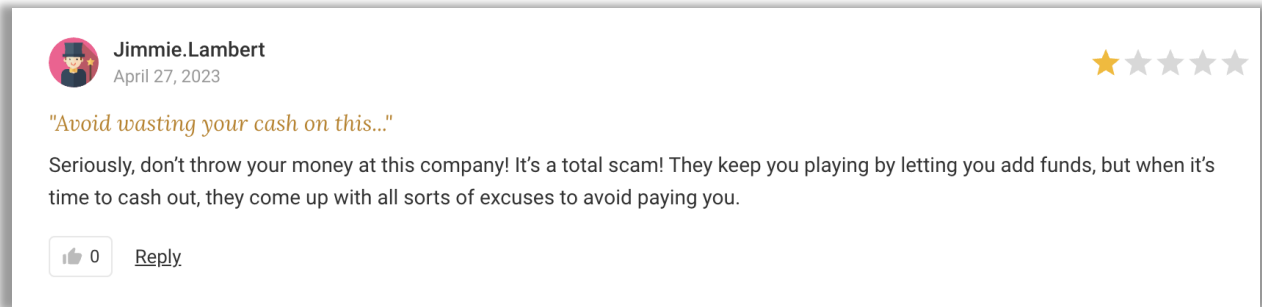 Jimmie.Lambert
April 27, 2023
"Avoid wasting your cash on this..."
Seriously, don’t throw your money at this company! It’s a total scam! They keep you playing by letting you add funds, but when it’s
time to cash out, they come up with all sorts of excuses to avoid paying you.
0 Reply